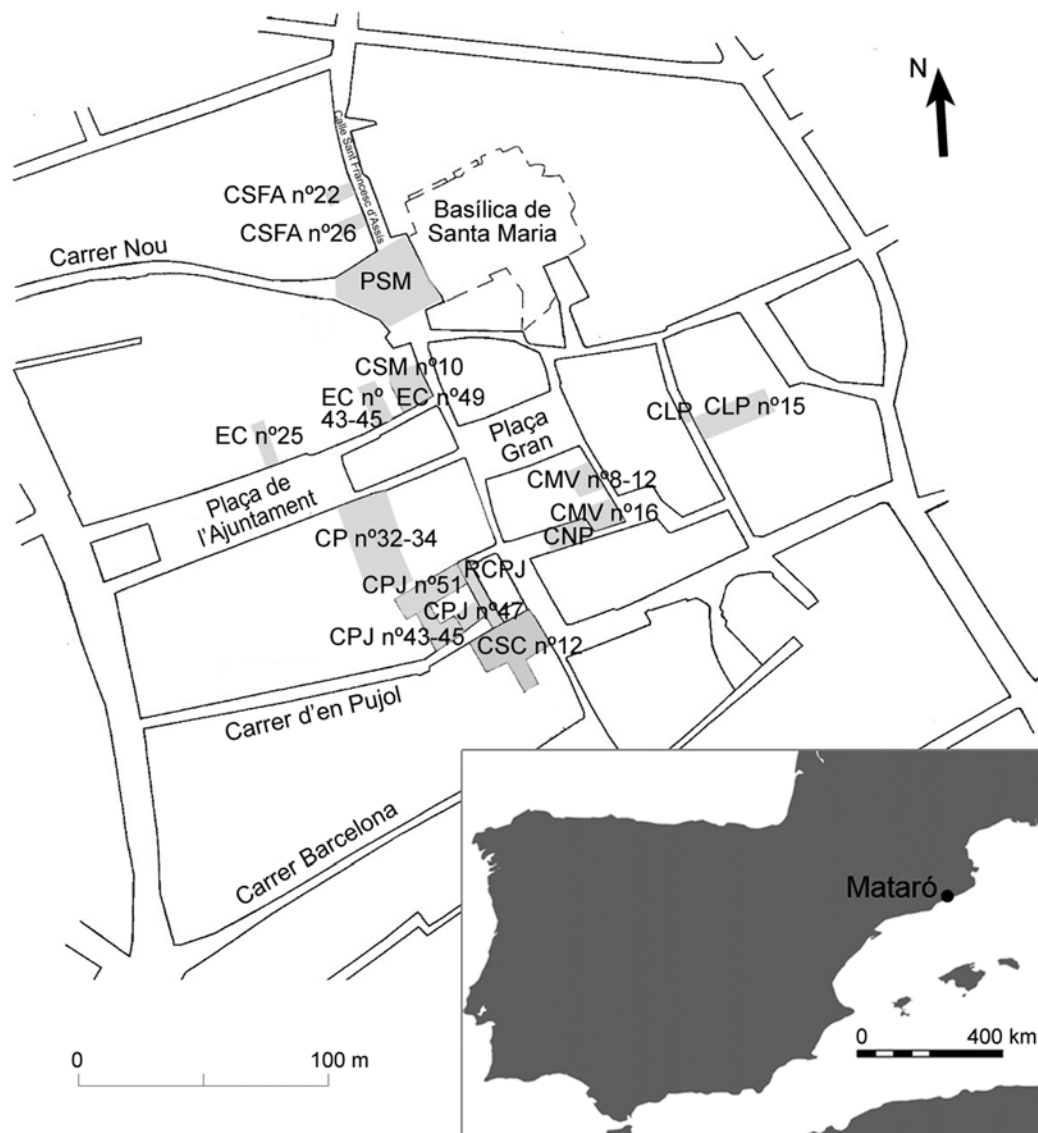 N
Calle Sant Francesc d'Assis
CSFA nº22
CSFA nº26
Basílica de
Santa Maria
Carrer Nou
PSM
CSM nº10
EC nº
43-45
EC nº49
EC nº25
CLP
CLP nº15
Plaça
Gran
CMV nº8-12
CMV nº16
CNP
Plaça de
l'Ajuntament
CP nº32-34
RCPJ
CPJ nº51
CPJ nº47
CPJ nº43-45
CSC nº12
Carrer d'en Pujol
Carrer Barcelona
Mataró
0 400 km
0 100 m